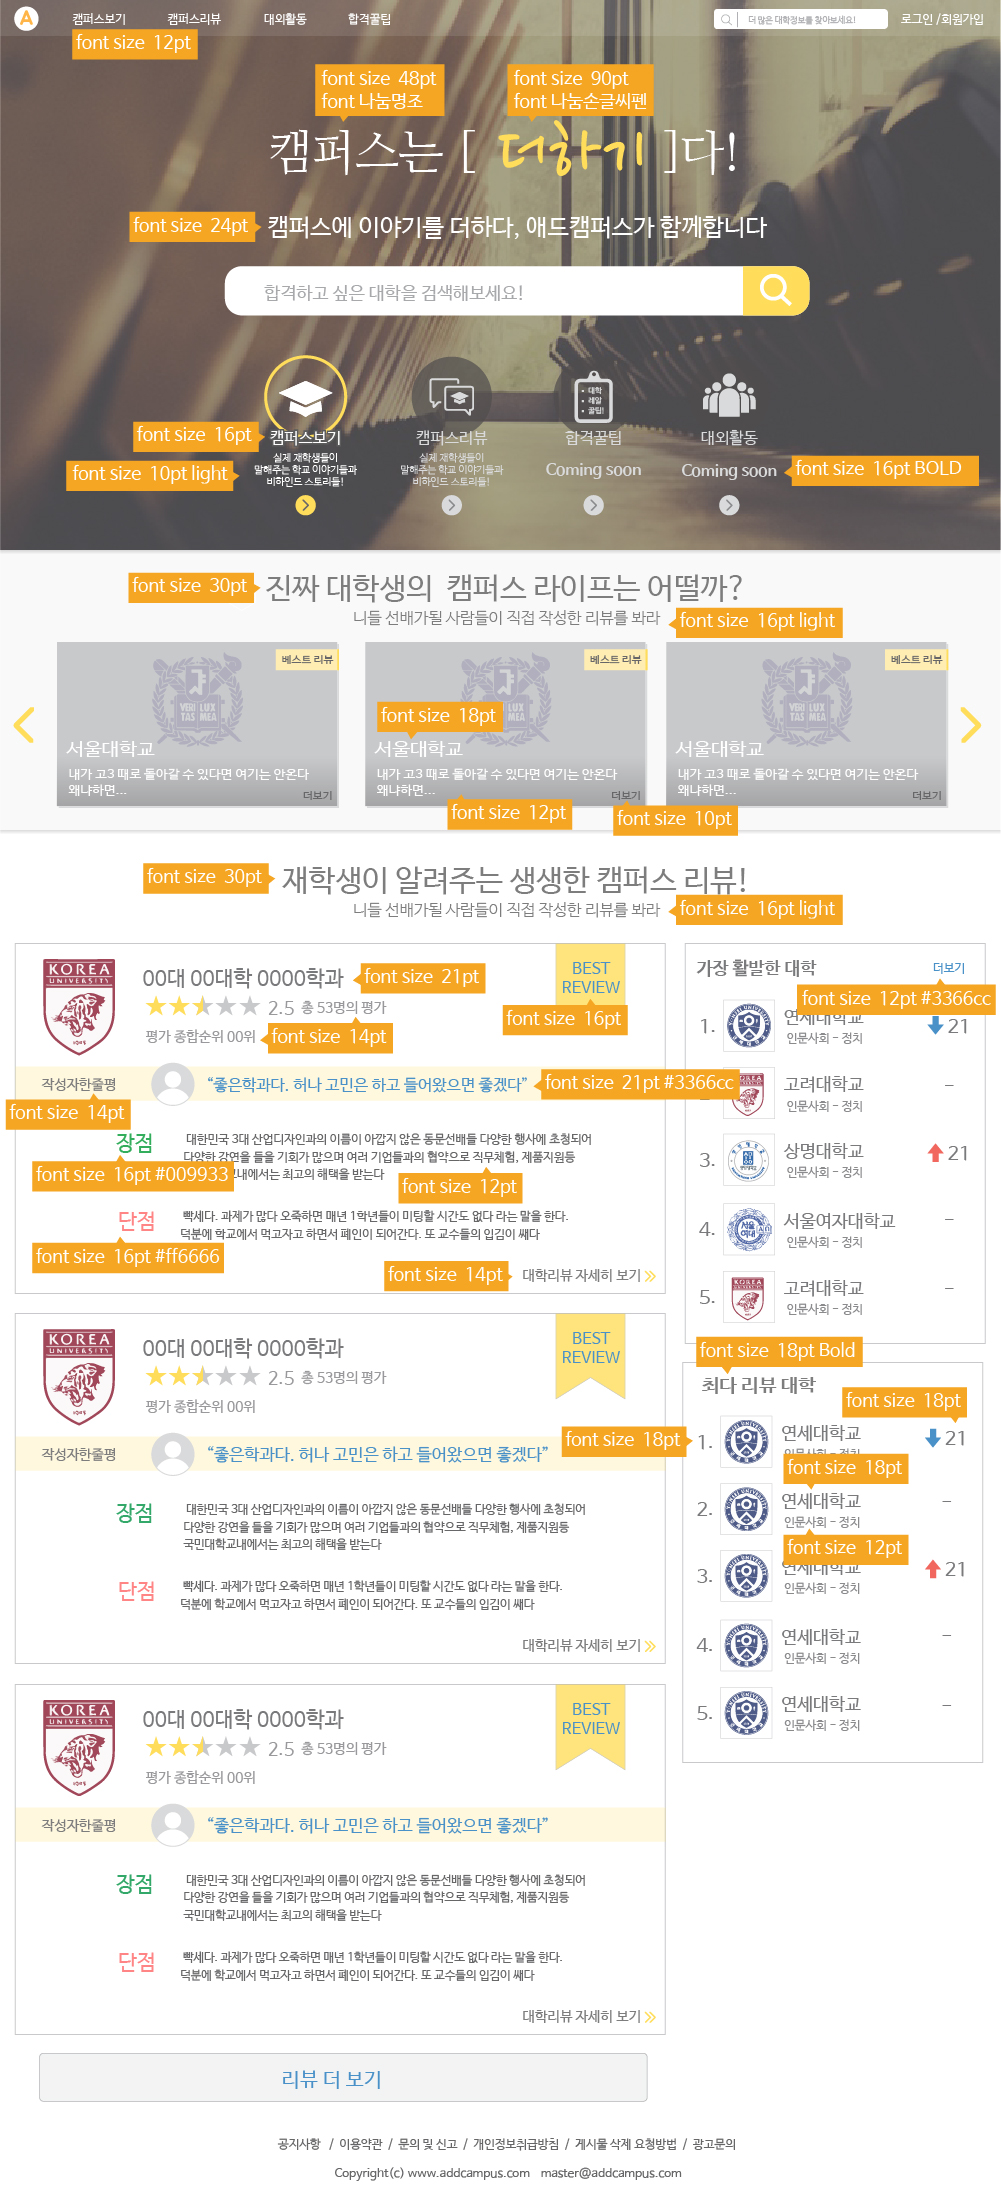 A 캠퍼스보기 캠퍼스리뷰 대외활동 합격꿀팁 더 많은 대학정보를 찾아보세요! 로그인 /회원가입
font size 12pt
font size 48pt
font 나눔명조
font size 90pt
font 나눔손글씨펜
캠퍼스는 [ 더하기 ]다!
font size 24pt
캠퍼스에 이야기를 더하다, 애드캠퍼스가 함께합니다
합격하고 싶은 대학을 검색해보세요!
대학
레알
꿀팁!
font size 16pt
캠퍼스보기
실제 재학생들이
말해주는 학교 이야기들과
비하인드 스토리들!
font size 10pt light
캠퍼스리뷰
실제 재학생들이
말해주는 학교 이야기들과
비하인드 스토리들!
합격꿀팁
Coming soon
대외활동
Coming soon
font size 16pt BOLD
font size 30pt
진짜 대학생의 캠퍼스 라이프는 어떨까?
니들 선배가될 사람들이 직접 작성한 리뷰를 봐라
font size 16pt light
베스트 리뷰
VERI LUX
TAS MEA
서울대학교
내가 고3 때로 돌아갈 수 있다면 여기는 안온다
왜냐하면...
더보기
베스트 리뷰
VERI LUX
TAS MEA
font size 18pt
서울대학교
내가 고3 때로 돌아갈 수 있다면 여기는 안온다
왜냐하면...
더보기
font size 12pt
font size 10pt
베스트 리뷰
VERI LUX
TAS MEA
서울대학교
내가 고3 때로 돌아갈 수 있다면 여기는 안온다
왜냐하면...
더보기
font size 30pt
재학생이 알려주는 생생한 캠퍼스 리뷰!
니들 선배가될 사람들이 직접 작성한 리뷰를 봐라
font size 16pt light
KOREA
UNIVERSITY
1905
00대 00대학 0000학과
font size 21pt
2.5 총 53명의 평가
평가 종합순위 00위
font size 14pt
BEST
REVIEW
font size 16pt
작성자한줄평
“좋은학과다. 허나 고민은 하고 들어왔으면 좋겠다”
font size 21pt #3366cc
font size 14pt
장점
대한민국 3대 산업디자인과의 이름이 아깝지 않은 동문선배들 다양한 행사에 초청되어
다양한 강연을 들을 기회가 많으며 여러 기업들과의 협약으로 직무체험, 제품지원등
교내에서는 최고의 해택을 받는다
font size 16pt #009933
font size 12pt
단점
빡세다. 과제가 많다 오죽하면 매년 1학년들이 미팅할 시간도 없다 라는 말을 한다.
덕분에 학교에서 먹고자고 하면서 폐인이 되어간다. 또 교수들의 입김이 쌔다
font size 16pt #ff6666
font size 14pt
대학리뷰 자세히 보기
KOREA
UNIVERSITY
1905
00대 00대학 0000학과
2.5 총 53명의 평가
평가 종합순위 00위
BEST
REVIEW
작성자한줄평
“좋은학과다. 허나 고민은 하고 들어왔으면 좋겠다”
장점
대한민국 3대 산업디자인과의 이름이 아깝지 않은 동문선배들 다양한 행사에 초청되어
다양한 강연을 들을 기회가 많으며 여러 기업들과의 협약으로 직무체험, 제품지원등
국민대학교내에서는 최고의 해택을 받는다
단점
빡세다. 과제가 많다 오죽하면 매년 1학년들이 미팅할 시간도 없다 라는 말을 한다.
덕분에 학교에서 먹고자고 하면서 폐인이 되어간다. 또 교수들의 입김이 쌔다
대학리뷰 자세히 보기
KOREA
UNIVERSITY
1905
00대 00대학 0000학과
2.5 총 53명의 평가
평가 종합순위 00위
BEST
REVIEW
작성자한줄평
“좋은학과다. 허나 고민은 하고 들어왔으면 좋겠다”
장점
대한민국 3대 산업디자인과의 이름이 아깝지 않은 동문선배들 다양한 행사에 초청되어
다양한 강연을 들을 기회가 많으며 여러 기업들과의 협약으로 직무체험, 제품지원등
국민대학교내에서는 최고의 해택을 받는다
단점
빡세다. 과제가 많다 오죽하면 매년 1학년들이 미팅할 시간도 없다 라는 말을 한다.
덕분에 학교에서 먹고자고 하면서 폐인이 되어간다. 또 교수들의 입김이 쌔다
대학리뷰 자세히 보기
가장 활발한 대학 더보기
font size 12pt #3366cc
1. 연세대학교 21
인문사회 – 정치
고려대학교 –
인문사회 – 정치
3. 상명대학교 21
인문사회 – 정치
4. 서울여자대학교 –
인문사회 – 정치
5. 고려대학교 –
인문사회 – 정치
font size 18pt Bold
최다 리뷰 대학
font size 18pt
font size 18pt
1. 연세대학교 21
인문사회 – 정치
font size 18pt
2. 연세대학교 –
인문사회 – 정치
font size 12pt
3. 연세대학교 21
인문사회 – 정치
4. 연세대학교 –
인문사회 – 정치
5. 연세대학교 –
인문사회 – 정치
리뷰 더 보기
공지사항 / 이용약관 / 문의 및 신고 / 개인정보취급방침 / 게시물 삭제 요청방법 / 광고문의
Copyright(c) www.addcampus.com master@addcampus.com